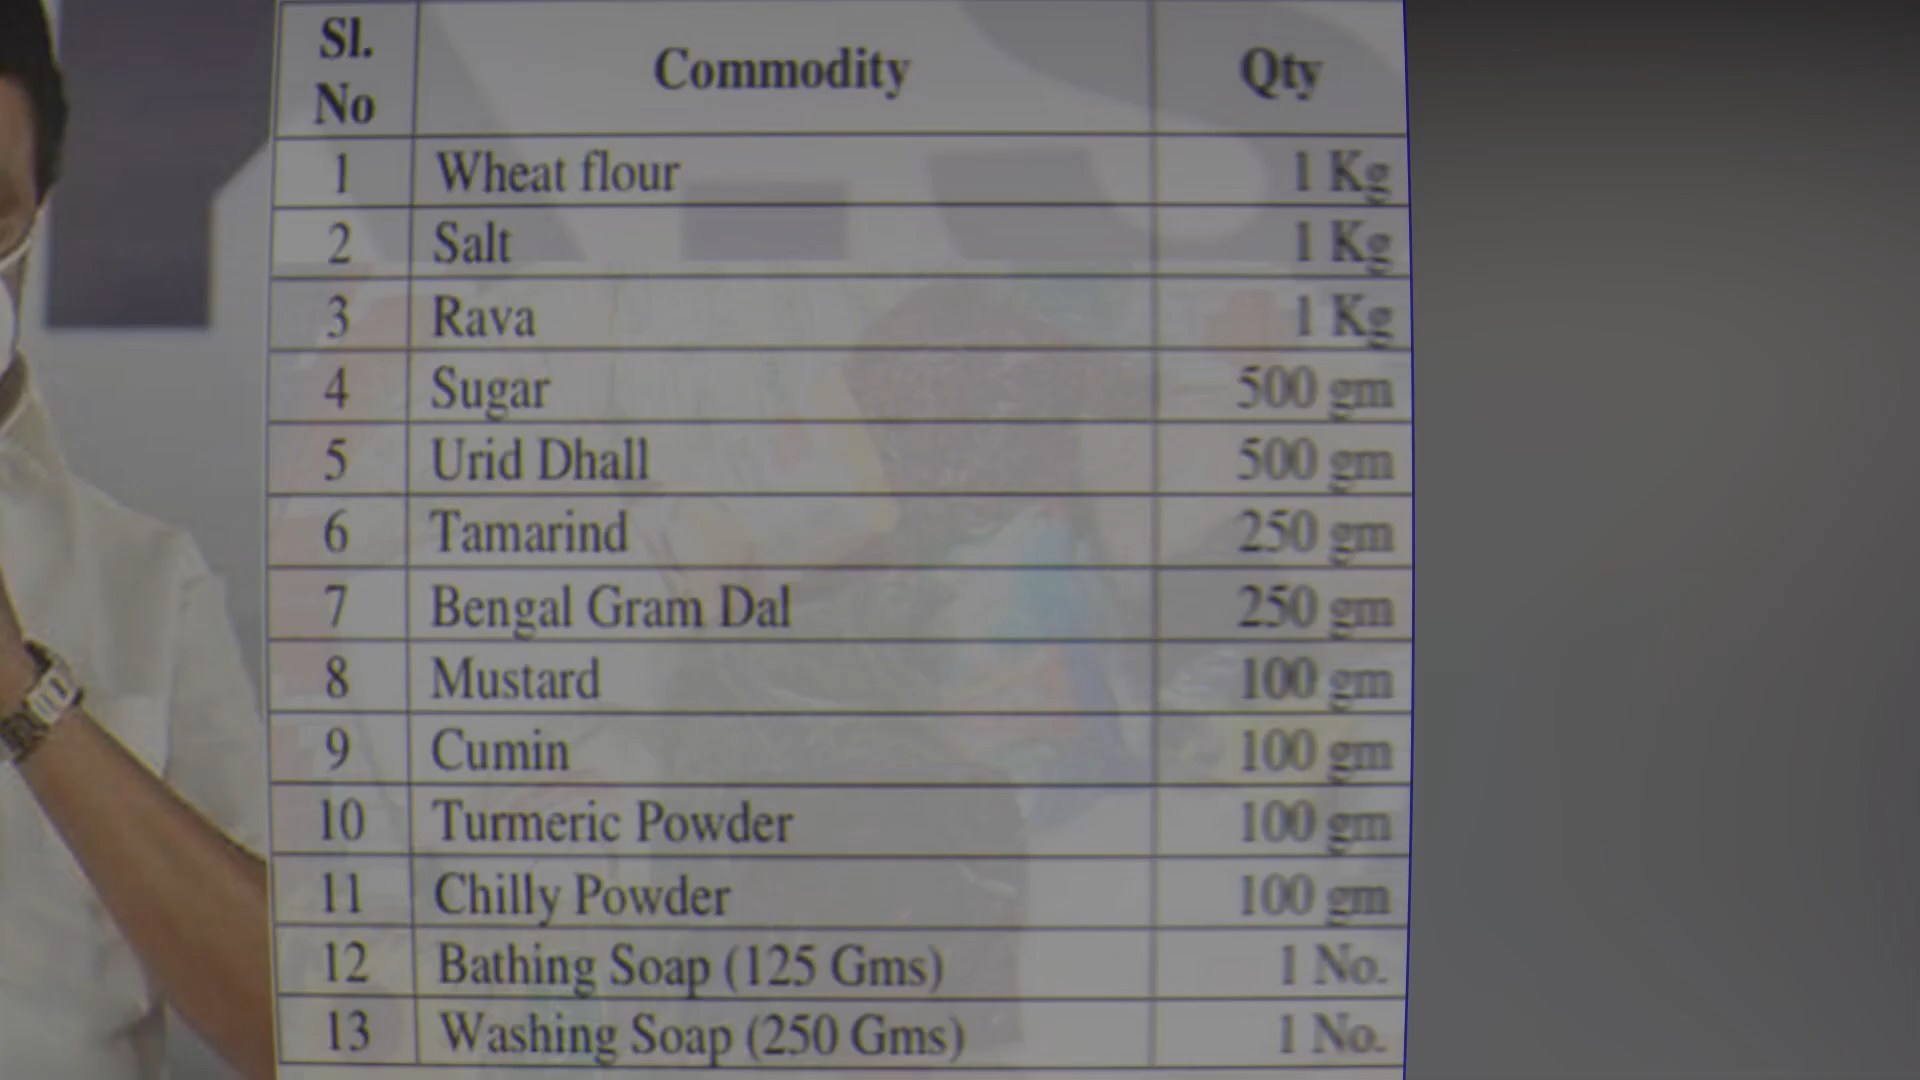 Sl. No Commodity Qty
1 Wheat flour 1 Kg
2 Salt 1 Kg
3 Rava 1 Kg
4 Sugar 500 gm
5 Urid Dhall 500 gm
6 Tamarind 250 gm
7 Bengal Gram Dal 250 gm
8 Mustard 100 gm
9 Cumin 100 gm
10 Turmeric Powder 100 gm
11 Chilly Powder 100 gm
12 Bathing Soap (125 Gms) 1 No.
13 Washing Soap (250 Gms) 1 No.